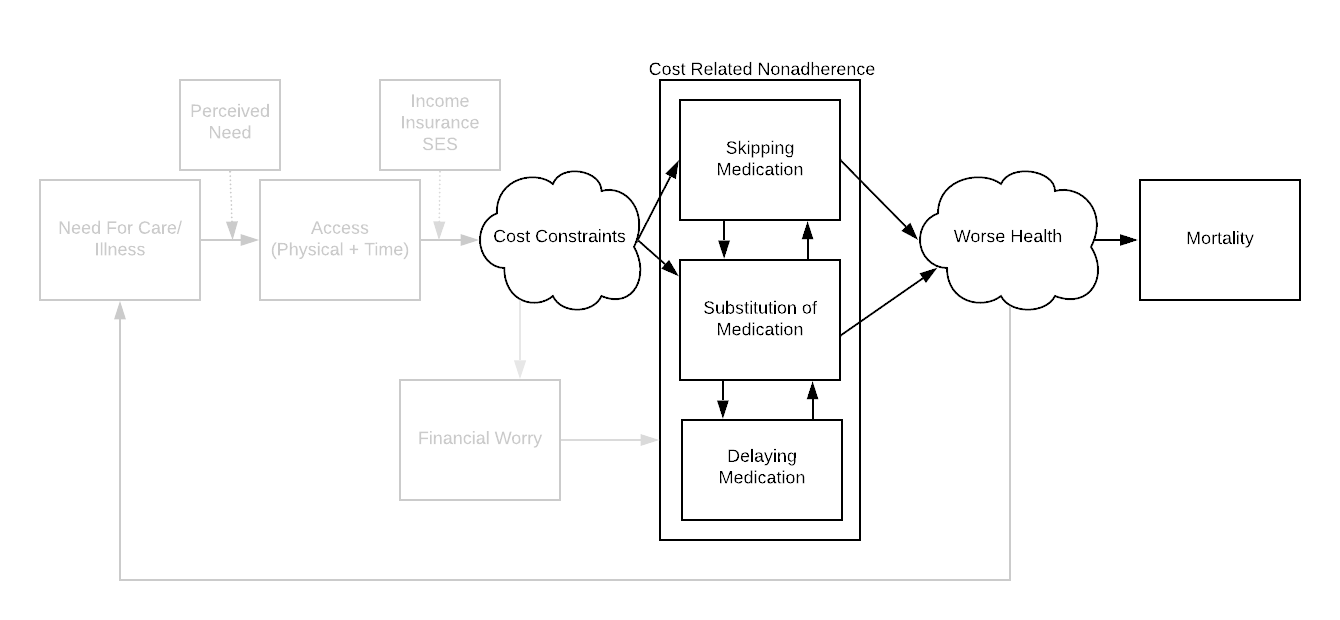 Cost Related Nonadherence
Perceived
Need
Income
Insurance
SES
Need For Care/
Illness
Access
(Physical + Time)
Cost Constraints
Skipping
Medication
Substitution of
Medication
Delaying
Medication
Financial Worry
Worse Health
Mortality